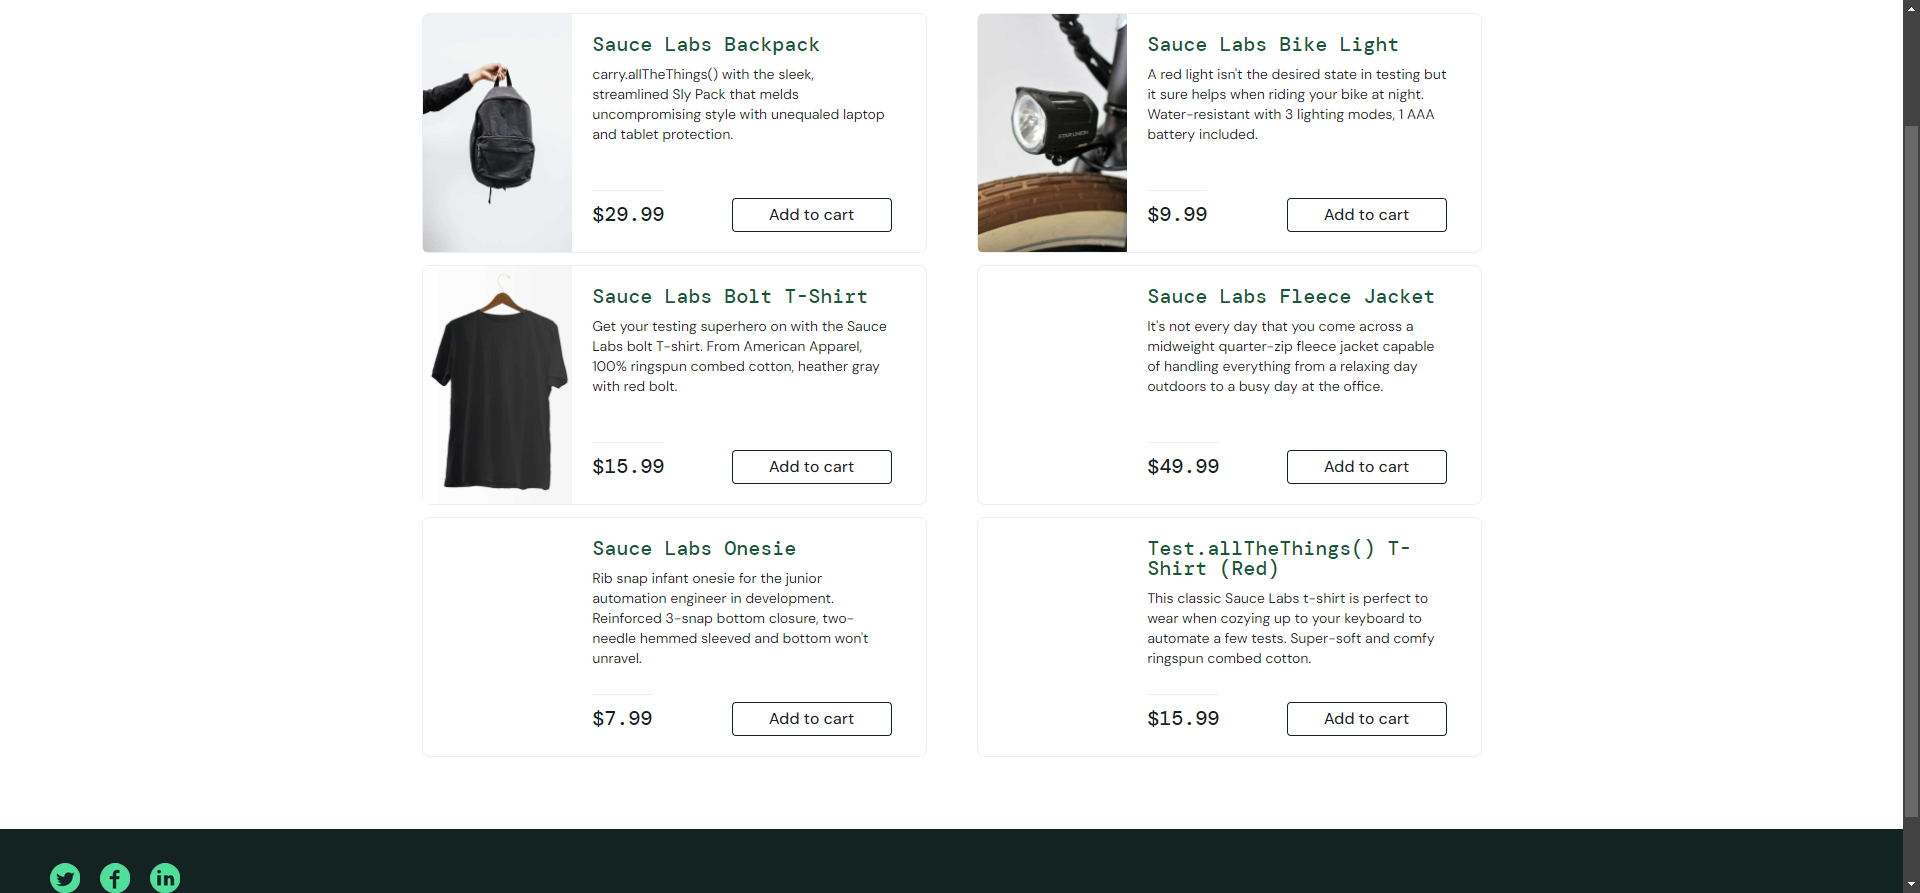 Sauce Labs Backpack
carry.allTheThings() with the sleek,
streamlined Sly Pack that melds
uncompromising style with unequaled laptop
and tablet protection.
$29.99
Add to cart
Sauce Labs Bike Light
A red light isn't the desired state in testing but
it sure helps when riding your bike at night.
Water-resistant with 3 lighting modes, 1 AAA
battery included.
$9.99
Add to cart
STAR UNION
Sauce Labs Bolt T-Shirt
Get your testing superhero on with the Sauce
Labs bolt T-shirt. From American Apparel,
100% ringspun combed cotton, heather gray
with red bolt.
$15.99
Add to cart
Sauce Labs Fleece Jacket
It's not every day that you come across a
midweight quarter-zip fleece jacket capable
of handling everything from a relaxing day
outdoors to a busy day at the office.
$49.99
Add to cart
Sauce Labs Onesie
Rib snap infant onesie for the junior
automation engineer in development.
Reinforced 3-snap bottom closure, two-
needle hemmed sleeved and bottom won't
unravel.
$7.99
Add to cart
Test.allTheThings() T-
Shirt (Red)
This classic Sauce Labs t-shirt is perfect to
wear when cozying up to your keyboard to
automate a few tests. Super-soft and comfy
ringspun combed cotton.
$15.99
Add to cart